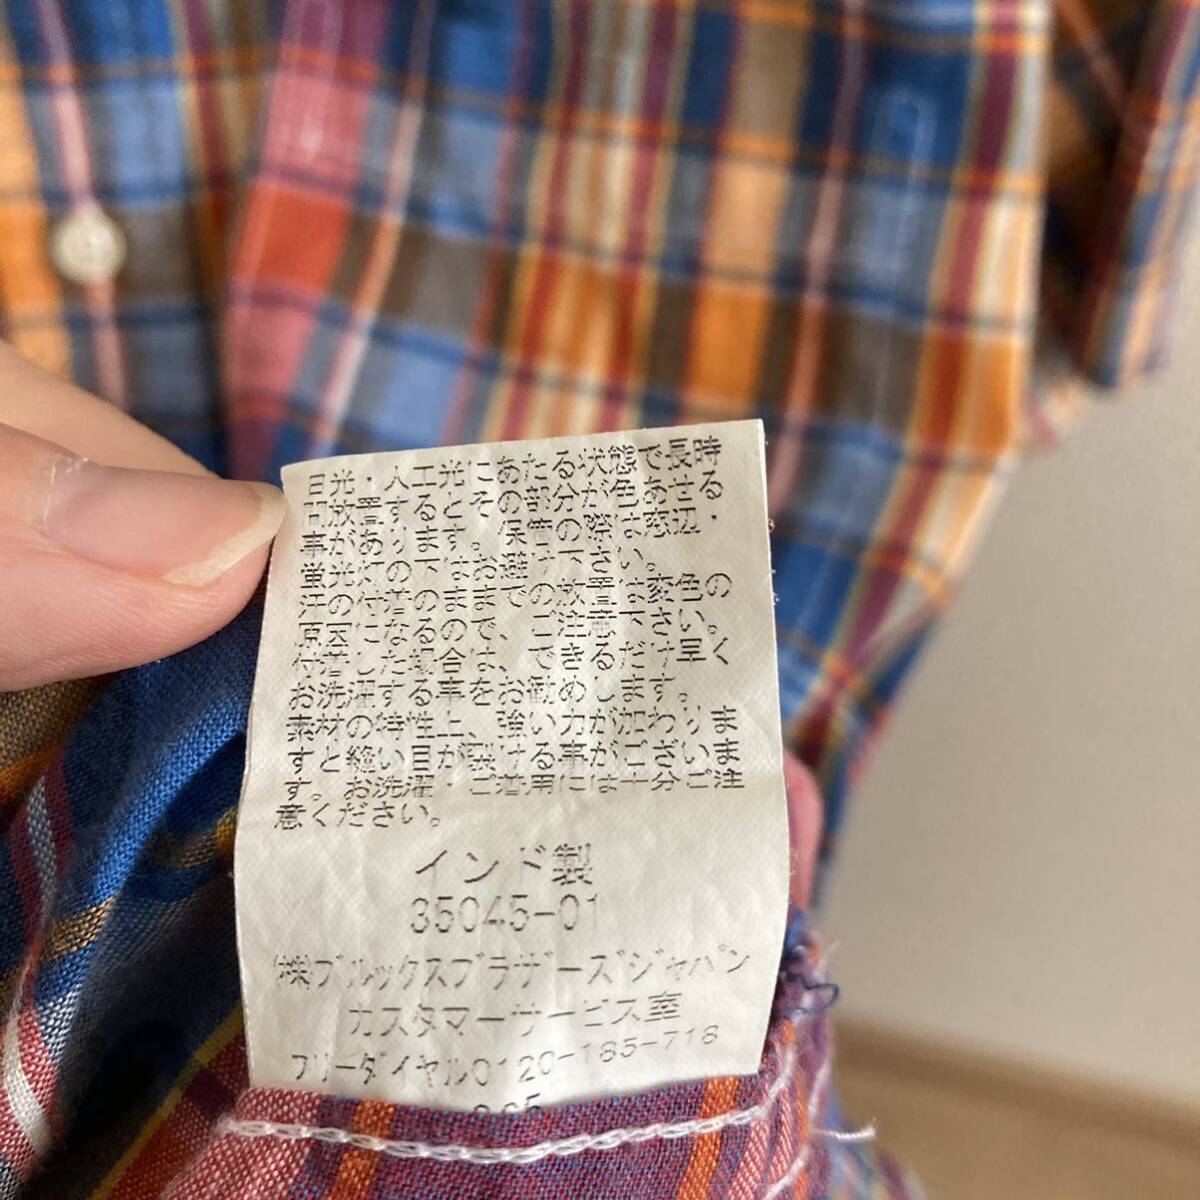 日光・人工光にあたる状態で長時
間放置するとその部分が色あせる
事があります。保管の際は窓辺・
蛍光灯の下はお避け下さい。
汗の付着のままでの放置は変色の
原因になるので、ご注意下さい。
付着した場合は、できるだけ早く
お洗濯する事をお勧めします。
素材の特性上、強い力が加わりま
すと縫い目が裂ける事がございま
す。お洗濯・ご着用には十分ご注
意ください。
インド製
35045-01
(株)ブルックスブラザーズジャパン
カスタマーサービス室
フリーダイヤル0120-185-718